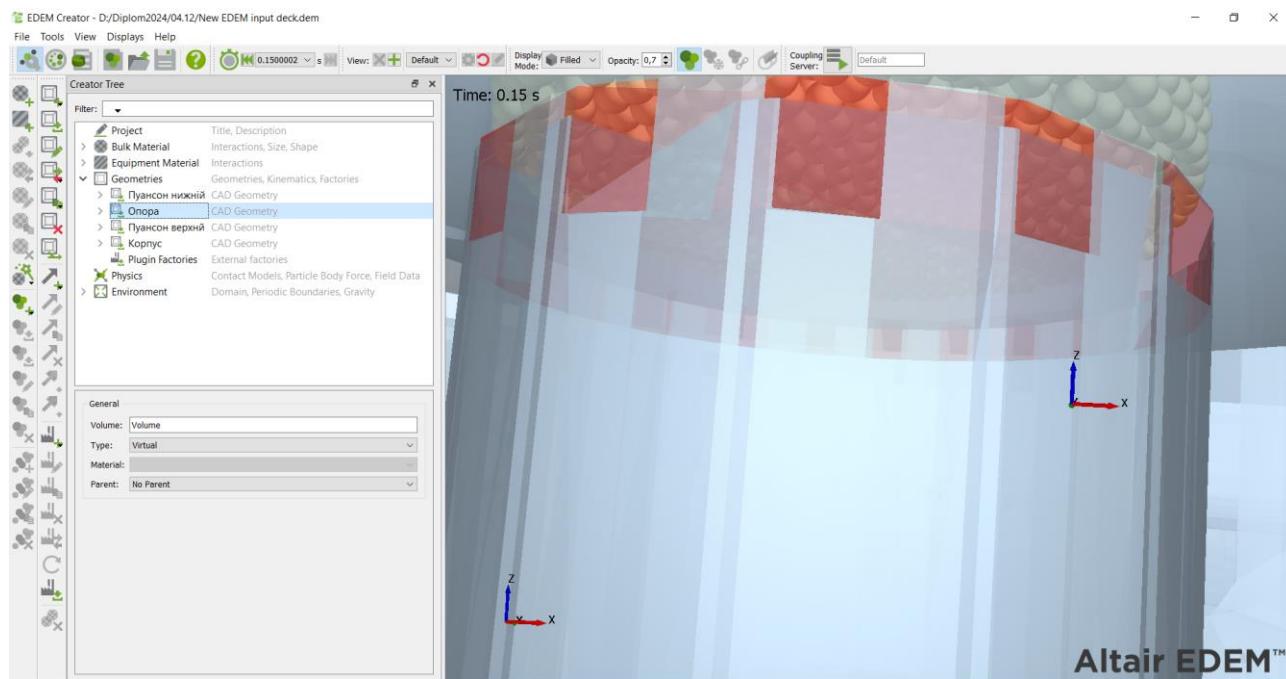 EDEM Creator - D:/Diplom2024/04.12/New EDEM input deck.dem
File Tools View Displays Help
0.1500002 s View: Default Display Mode: Filled Opacity: 0,7 Coupling Server: Default
Creator Tree
Filter:
Project Title, Description
Bulk Material Interactions, Size, Shape
Equipment Material Interactions
Geometries Geometries, Kinematics, Factories
Пуансон нижній CAD Geometry
Опора CAD Geometry
Пуансон верхній CAD Geometry
Корпус CAD Geometry
Plugin Factories External factories
Physics Contact Models, Particle Body Force, Field Data
Environment Domain, Periodic Boundaries, Gravity
General
Volume: Volume
Type: Virtual
Material:
Parent: No Parent
Time: 0.15 s
Z
X
Z
X
X
Altair EDEM™